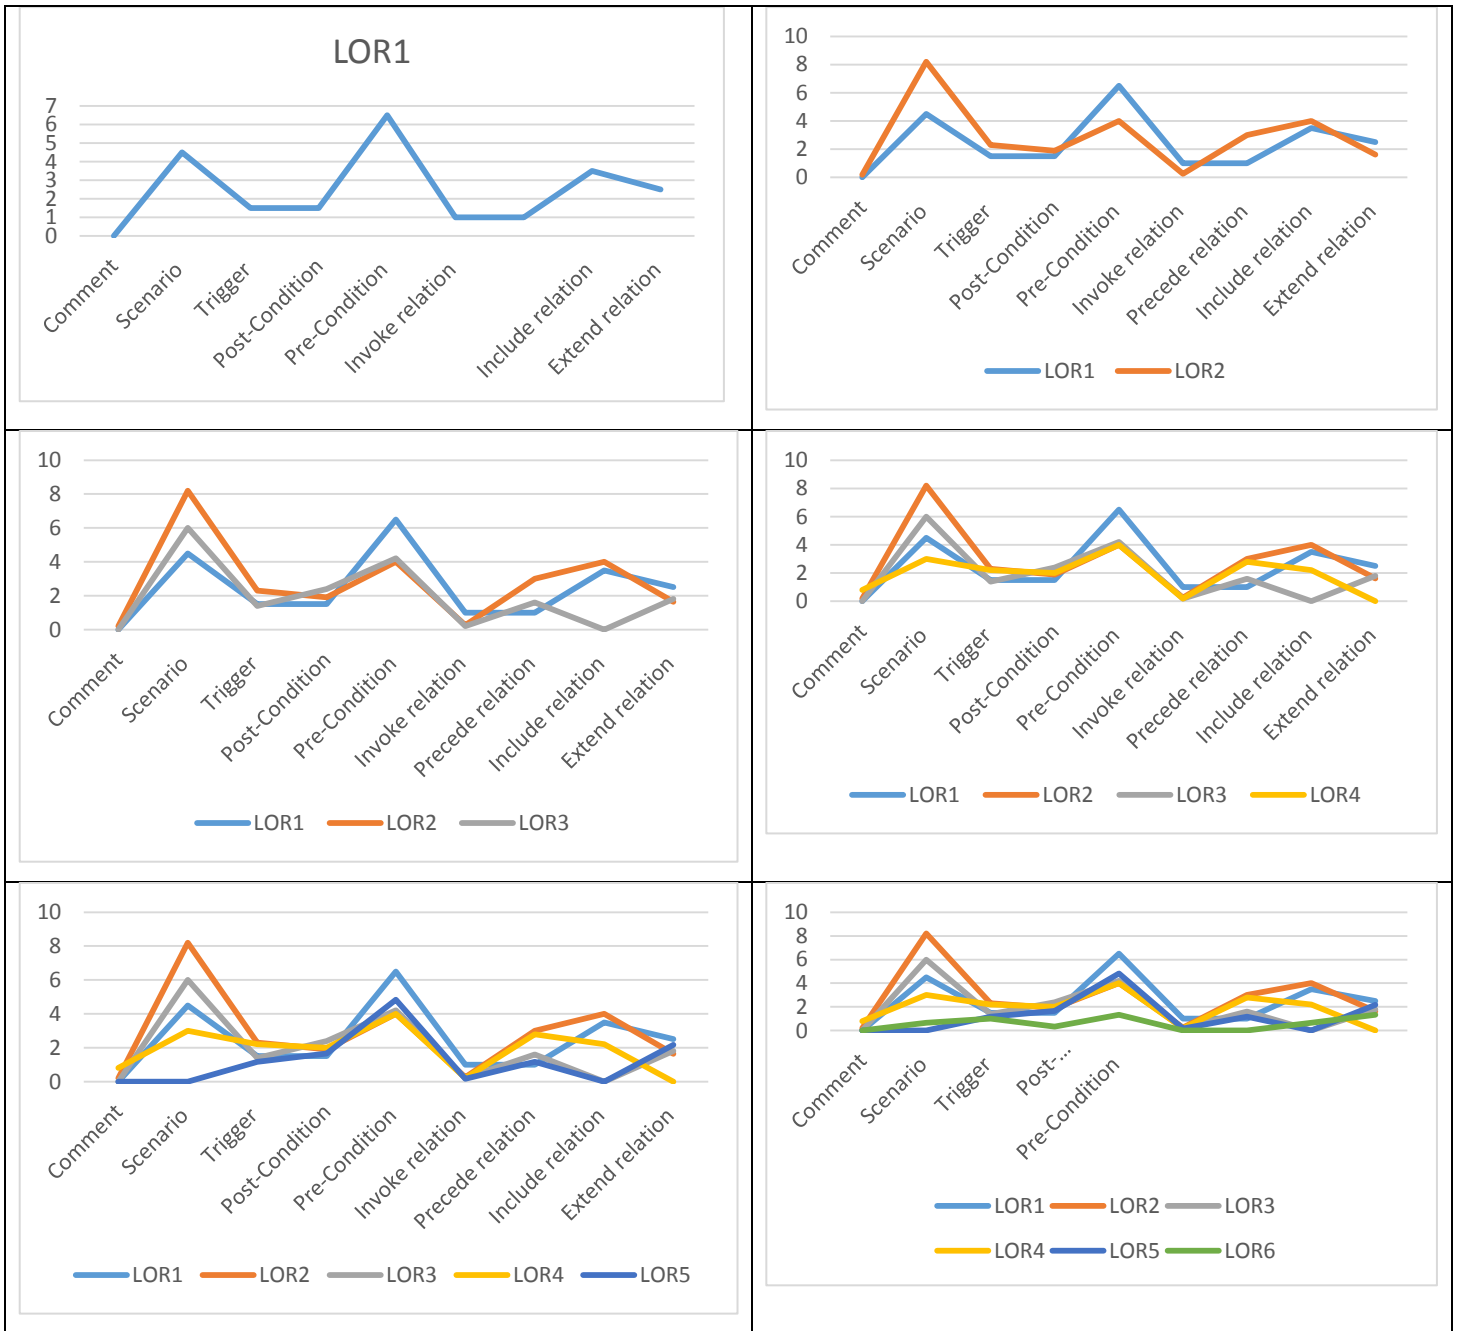 LOR1
7
6
5
4
3
2
1
0
Comment
Scenario
Trigger
Post-Condition
Pre-Condition
Invoke relation
Include relation
Extend relation
10
8
6
4
2
0
Comment
Scenario
Trigger
Post-Condition
Pre-Condition
Invoke relation
Precede relation
Include relation
Extend relation
LOR1 LOR2
10
8
6
4
2
0
Comment
Scenario
Trigger
Post-Condition
Pre-Condition
Invoke relation
Precede relation
Include relation
Extend relation
LOR1 LOR2 LOR3
10
8
6
4
2
0
Comment
Scenario
Trigger
Post-Condition
Pre-Condition
Invoke relation
Precede relation
Include relation
Extend relation
LOR1 LOR2 LOR3 LOR4
10
8
6
4
2
0
Comment
Scenario
Trigger
Post-Condition
Pre-Condition
Invoke relation
Precede relation
Include relation
Extend relation
LOR1 LOR2 LOR3 LOR4 LOR5
10
8
6
4
2
0
Comment
Scenario
Trigger
Post-...
Pre-Condition
LOR1 LOR2 LOR3
LOR4 LOR5 LOR6